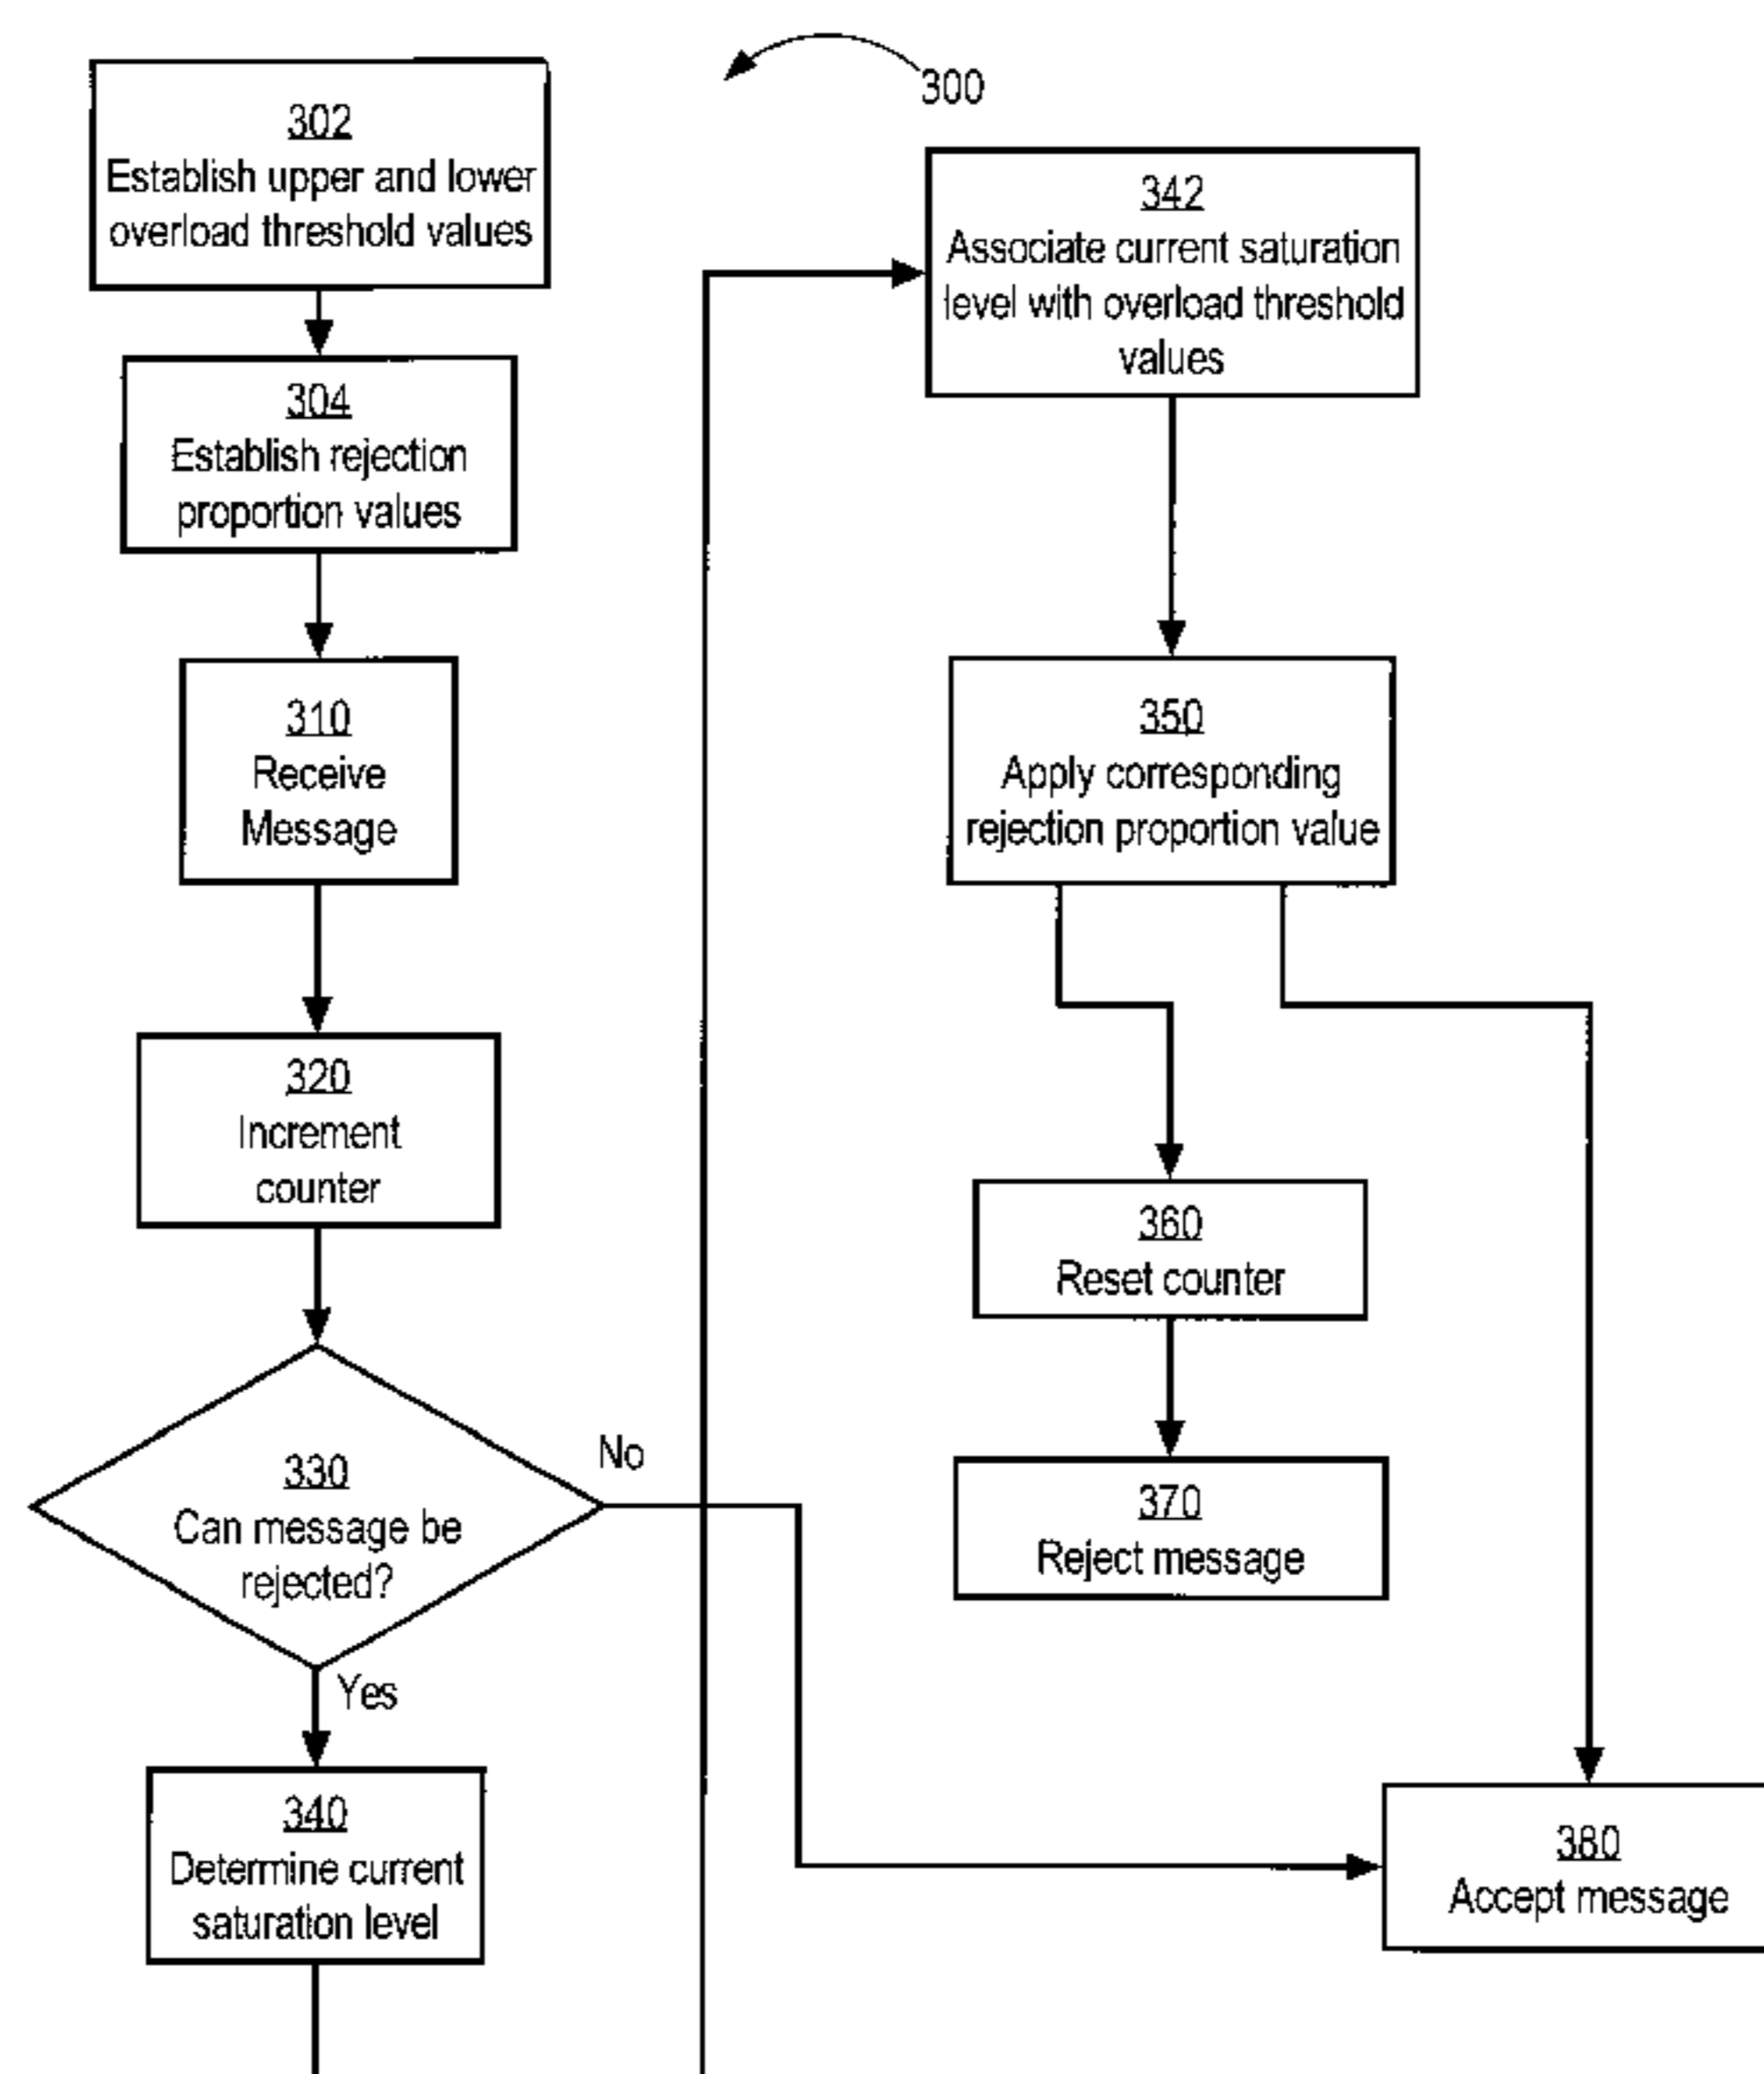 300
302
Establish upper and lower
overload threshold values
304
Establish rejection
proportion values
310
Receive
Message
320
Increment
counter
330
Can message be
rejected?
No
Yes
340
Determine current
saturation level
342
Associate current saturation
level with overload threshold
values
350
Apply corresponding
rejection proportion value
360
Reset counter
370
Reject message
380
Accept message